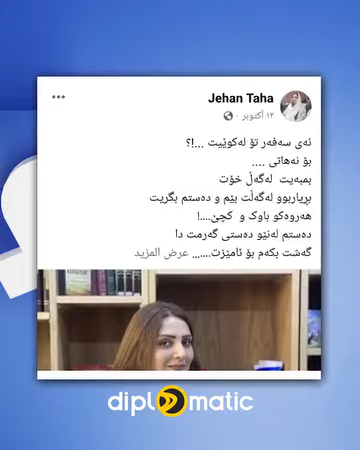 Jehan Taha
١٢ أكتوبر ·
ئەی سەفەر تۆ لەکوێیت ...!؟
بۆ نەهاتی ....
بمبەیت لەگەڵ خۆت
بڕیاربوو لەگەڵت بێم و دەستم بگریت
هەروەکو باوک و کچێ....!
دەستم لەنێو دەستی گەرمت دا
گەشت بکەم بۆ ئامێزت...... عرض المزيد
diplomatic